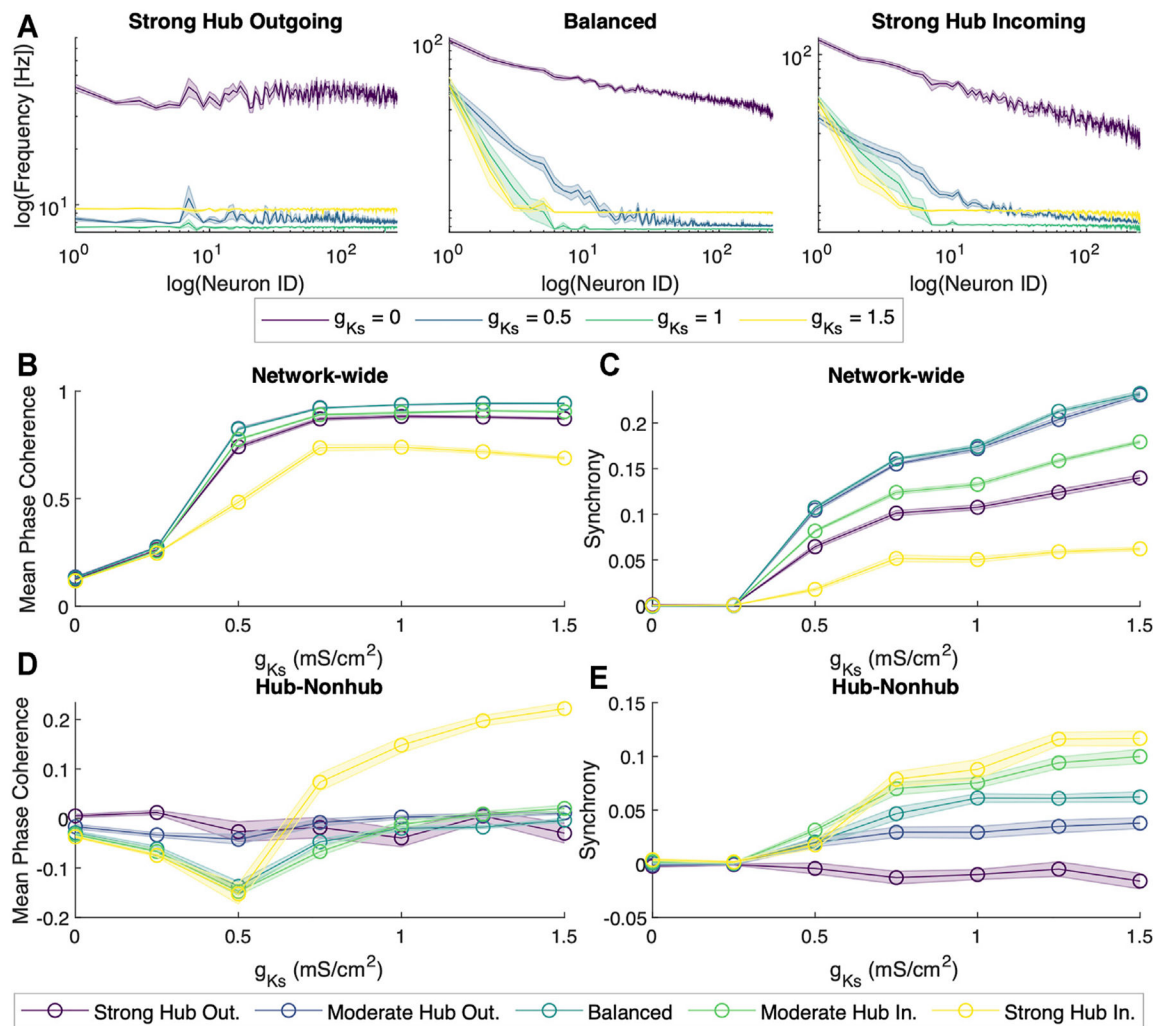 A
Strong Hub Outgoing
Balanced
Strong Hub Incoming
log(Frequency [Hz])
10^1
10^2
10^2
10^0 10^1 10^2
10^0 10^1 10^2
10^0 10^1 10^2
log(Neuron ID)
log(Neuron ID)
log(Neuron ID)
g_Ks = 0 g_Ks = 0.5 g_Ks = 1 g_Ks = 1.5
B
Network-wide
Mean Phase Coherence
1
0.5
0
0 0.5 1 1.5
g_Ks (mS/cm^2)
C
Network-wide
Synchrony
0.2
0.15
0.1
0.05
0
0 0.5 1 1.5
g_Ks (mS/cm^2)
D
Hub-Nonhub
Mean Phase Coherence
0.2
0.1
0
-0.1
-0.2
0 0.5 1 1.5
g_Ks (mS/cm^2)
E
Hub-Nonhub
Synchrony
0.15
0.1
0.05
0
-0.05
0 0.5 1 1.5
g_Ks (mS/cm^2)
Strong Hub Out. Moderate Hub Out. Balanced Moderate Hub In. Strong Hub In.